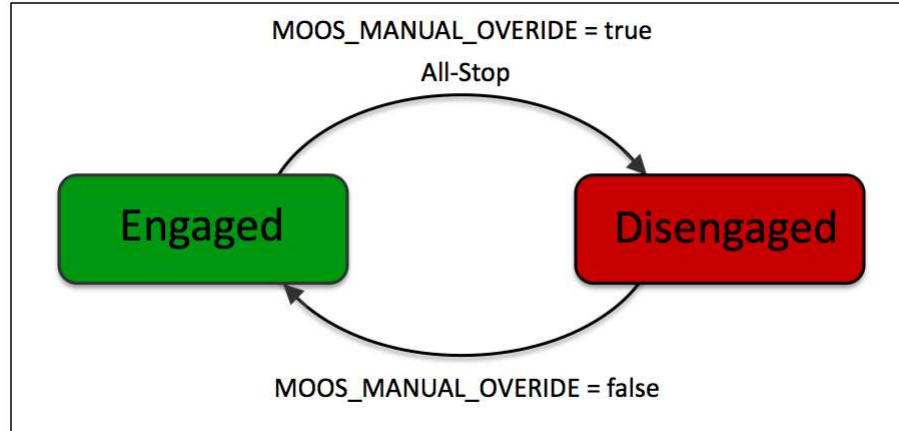 MOOS_MANUAL_OVERIDE = true
All-Stop
Engaged
Disengaged
MOOS_MANUAL_OVERIDE = false